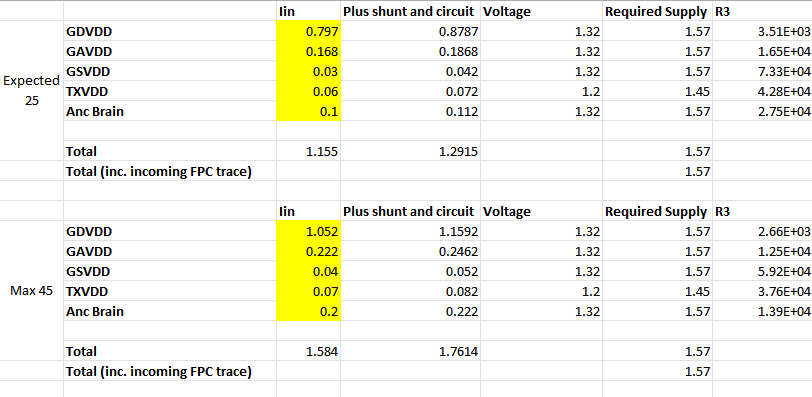 Iin Plus shunt and circuit Voltage Required Supply R3
GDVDD 0.797 0.8787 1.32 1.57 3.51E+03
GAVDD 0.168 0.1868 1.32 1.57 1.65E+04
GSVDD 0.03 0.042 1.32 1.57 7.33E+04
Expected 25
TXVDD 0.06 0.072 1.2 1.45 4.28E+04
Anc Brain 0.1 0.112 1.32 1.57 2.75E+04
Total 1.155 1.2915 1.57
Total (inc. incoming FPC trace) 1.57
Iin Plus shunt and circuit Voltage Required Supply R3
GDVDD 1.052 1.1592 1.32 1.57 2.66E+03
GAVDD 0.222 0.2462 1.32 1.57 1.25E+04
GSVDD 0.04 0.052 1.32 1.57 5.92E+04
Max 45 TXVDD 0.07 0.082 1.2 1.45 3.76E+04
Anc Brain 0.2 0.222 1.32 1.57 1.39E+04
Total 1.584 1.7614 1.57
Total (inc. incoming FPC trace) 1.57